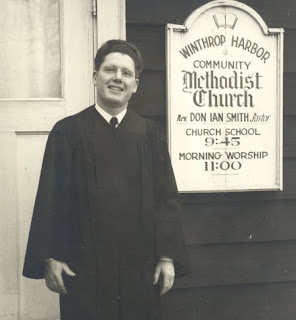 WINTHROP HARBOR
COMMUNITY
Methodist
Church
Rev. DON IAN SMITH, Pastor
CHURCH SCHOOL
9:45
MORNING WORSHIP
11:00